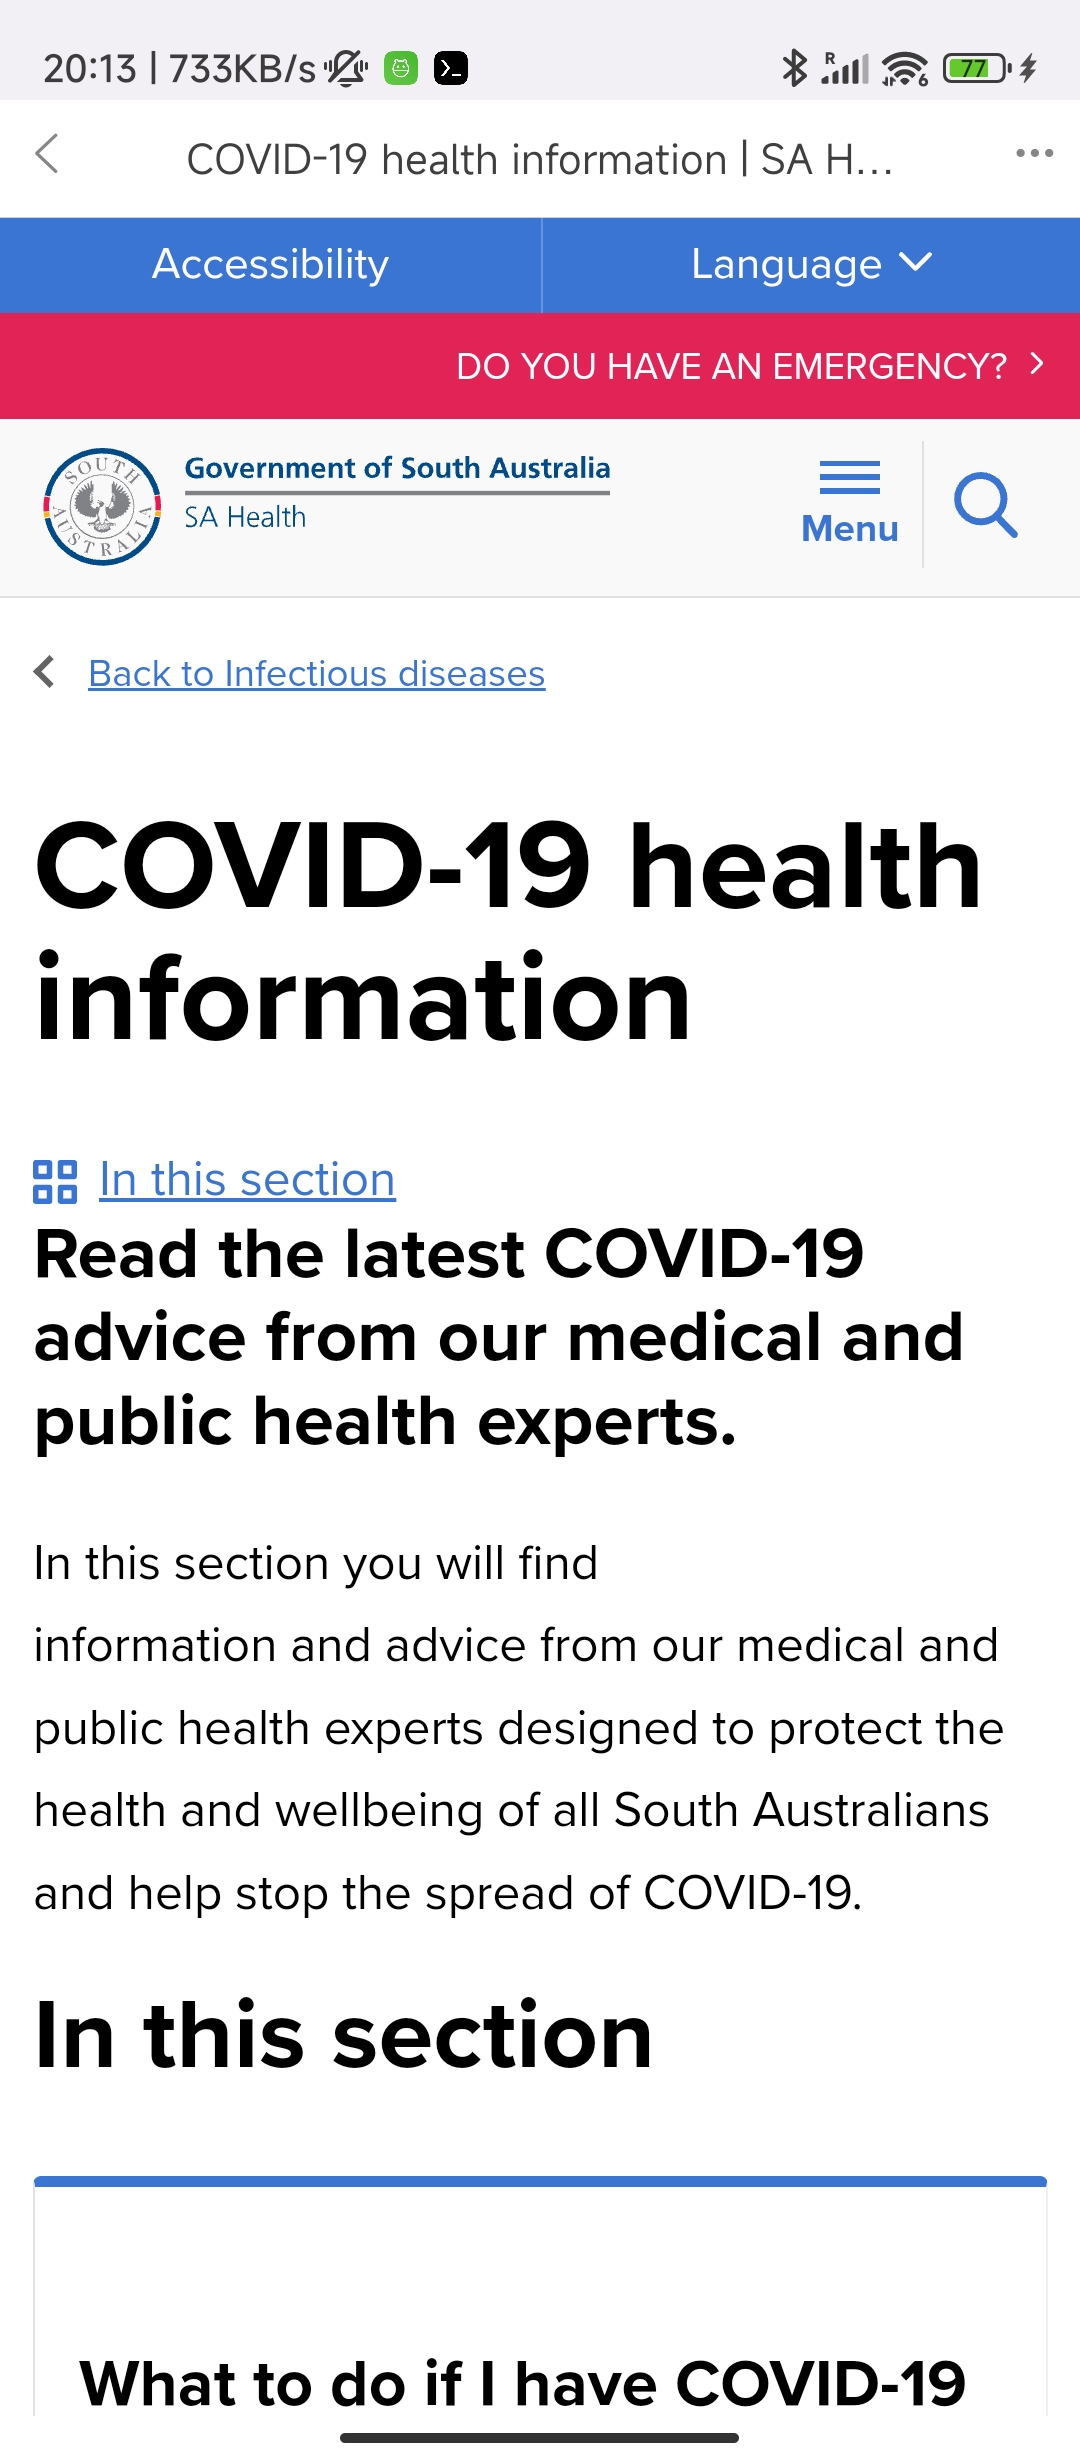 20:13 | 733KB/s
R
6
77
COVID-19 health information | SA H...
Accessibility
Language
DO YOU HAVE AN EMERGENCY?
SOUTH AUSTRALIA
Government of South Australia
SA Health
Menu
Back to Infectious diseases
COVID-19 health
information
In this section
Read the latest COVID-19
advice from our medical and
public health experts.
In this section you will find
information and advice from our medical and
public health experts designed to protect the
health and wellbeing of all South Australians
and help stop the spread of COVID-19.
In this section
What to do if I have COVID-19